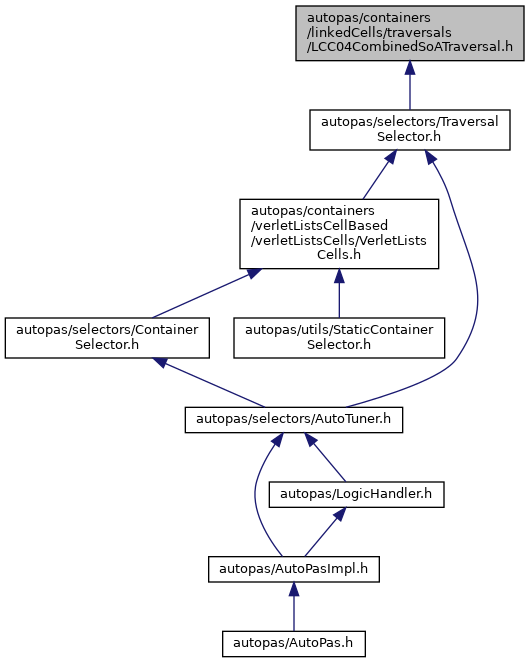 autopas/containers
/linkedCells/traversals
/LCC04CombinedSoATraversal.h
autopas/selectors/Traversal
Selector.h
autopas/containers
/verletListsCellBased
/verletListsCells/VerletLists
Cells.h
autopas/selectors/Container
Selector.h
autopas/utils/StaticContainer
Selector.h
autopas/selectors/AutoTuner.h
autopas/LogicHandler.h
autopas/AutoPasImpl.h
autopas/AutoPas.h